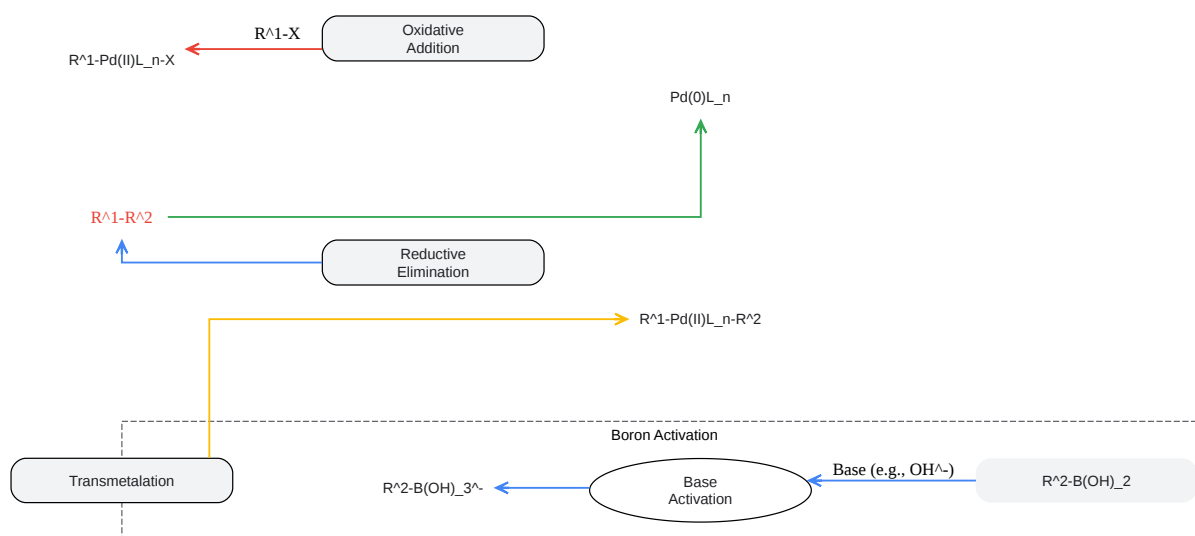 R^1-X
Oxidative
Addition
R^1-Pd(II)L_n-X
Pd(0)L_n
R^1-R^2
Reductive
Elimination
R^1-Pd(II)L_n-R^2
Boron Activation
Transmetalation
R^2-B(OH)_3^-
Base
Activation
Base (e.g., OH^-)
R^2-B(OH)_2